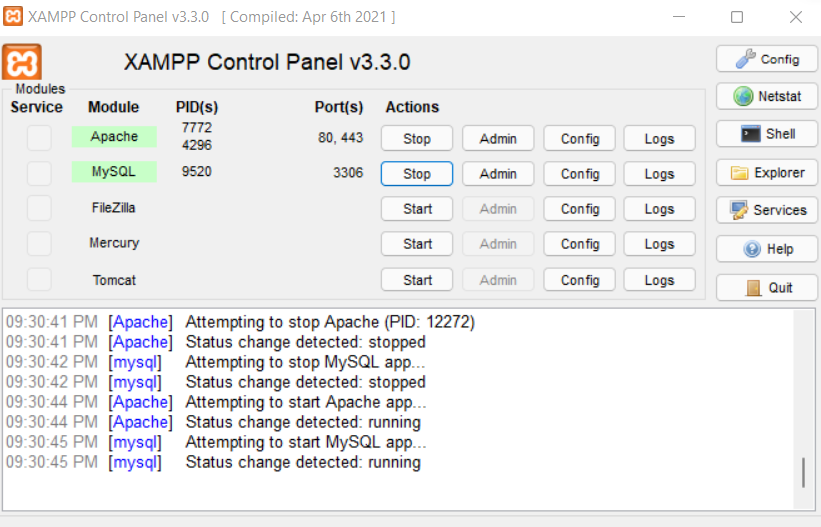 XAMPP Control Panel v3.3.0 [ Compiled: Apr 6th 2021 ]
XAMPP Control Panel v3.3.0
Config
Modules
Service Module PID(s) Port(s) Actions
Netstat
Apache 7772 4296 80, 443 Stop Admin Config Logs
Shell
MySQL 9520 3306 Stop Admin Config Logs
Explorer
FileZilla Start Admin Config Logs
Services
Mercury Start Admin Config Logs
Help
Tomcat Start Admin Config Logs
Quit
09:30:41 PM [Apache] Attempting to stop Apache (PID: 12272)
09:30:41 PM [Apache] Status change detected: stopped
09:30:42 PM [mysql] Attempting to stop MySQL app...
09:30:42 PM [mysql] Status change detected: stopped
09:30:44 PM [Apache] Attempting to start Apache app...
09:30:44 PM [Apache] Status change detected: running
09:30:45 PM [mysql] Attempting to start MySQL app...
09:30:45 PM [mysql] Status change detected: running